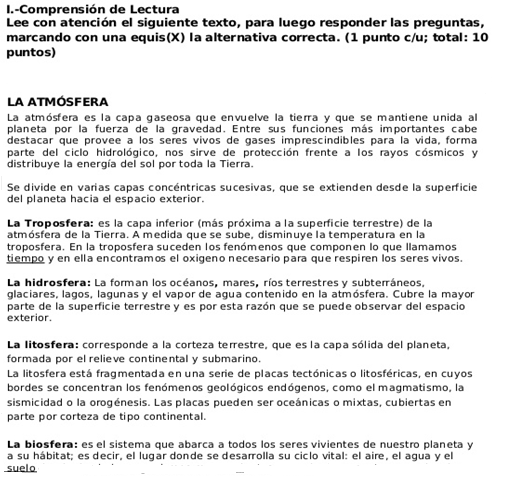 I.-Comprensión de Lectura
Lee con atención el siguiente texto, para luego responder las preguntas,
marcando con una equis(X) la alternativa correcta. (1 punto c/u; total: 10
puntos)
LA ATMÓSFERA
La atmósfera es la capa gaseosa que envuelve la tierra y que se mantiene unida al
planeta por la fuerza de la gravedad. Entre sus funciones más importantes cabe
destacar que provee a los seres vivos de gases imprescindibles para la vida, forma
parte del ciclo hidrológico, nos sirve de protección frente a los rayos cósmicos y
distribuye la energía del sol por toda la Tierra.
Se divide en varias capas concéntricas sucesivas, que se extienden desde la superficie
del planeta hacia el espacio exterior.
La Troposfera: es la capa inferior (más próxima a la superficie terrestre) de la
atmósfera de la Tierra. A medida que se sube, disminuye la temperatura en la
troposfera. En la troposfera suceden los fenómenos que componen lo que llamamos
tiempo y en ella encontramos el oxigeno necesario para que respiren los seres vivos.
La hidrosfera: La forman los océanos, mares, ríos terrestres y subterráneos,
glaciares, lagos, lagunas y el vapor de agua contenido en la atmósfera. Cubre la mayor
parte de la superficie terrestre y es por esta razón que se puede observar del espacio
exterior.
La litosfera: corresponde a la corteza terrestre, que es la capa sólida del planeta,
formada por el relieve continental y submarino.
La litosfera está fragmentada en una serie de placas tectónicas o litosféricas, en cuyos
bordes se concentran los fenómenos geológicos endógenos, como el magmatismo, la
sismicidad o la orogénesis. Las placas pueden ser oceánicas o mixtas, cubiertas en
parte por corteza de tipo continental.
La biosfera: es el sistema que abarca a todos los seres vivientes de nuestro planeta y
a su hábitat; es decir, el lugar donde se desarrolla su ciclo vital: el aire, el agua y el
suelo